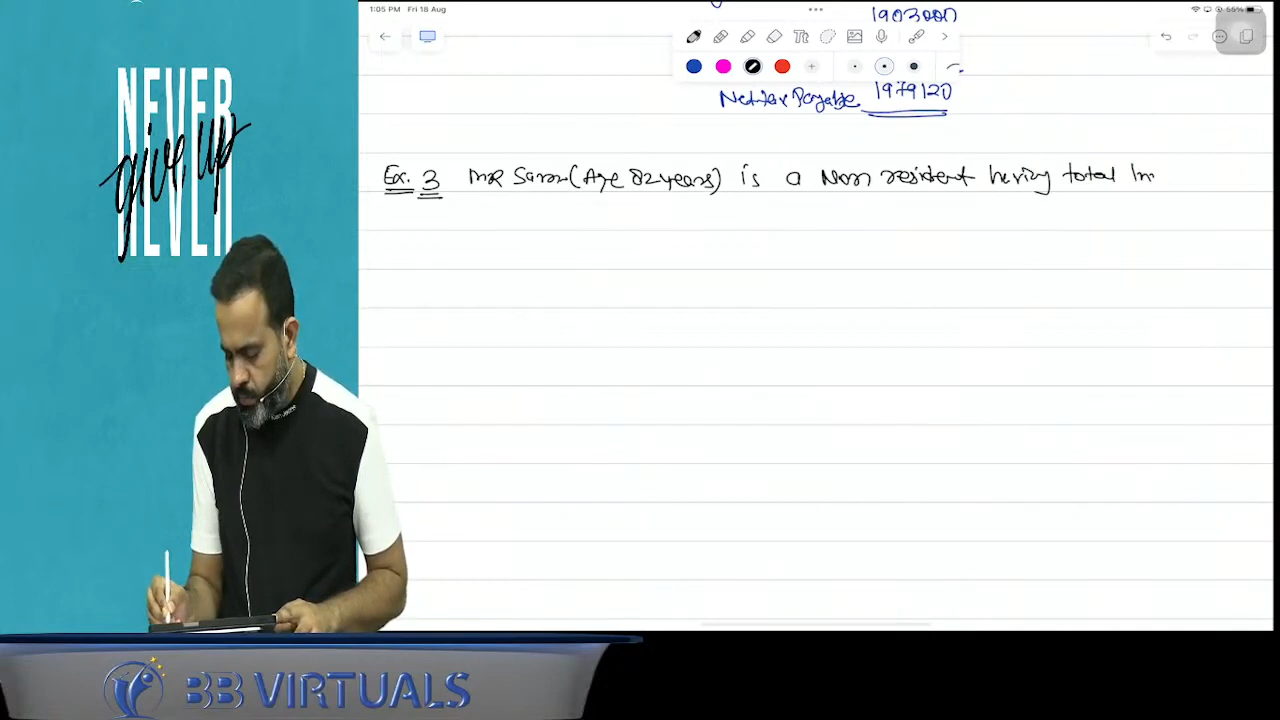 1:05 PM Fri 18 Aug
55%
1903000
Net tax Payable 1979120
NEVER
give up
NEVER
Ex. 3 MR (Age 82 years) is a Non resident having total In
BB VIRTUALS